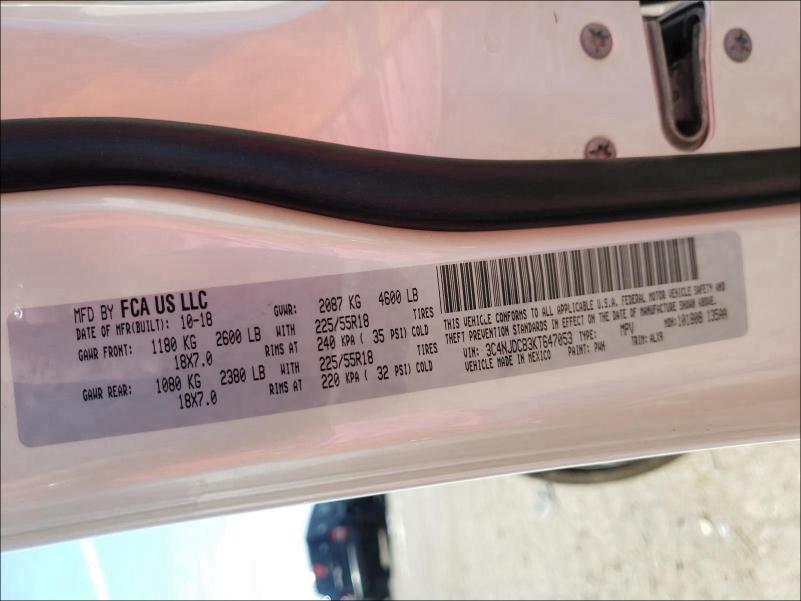 MFD BY FCA US LLC
DATE OF MFR(BUILT): 10-18 GVWR: 2087 KG 4600 LB
GAWR FRONT: 1180 KG 2600 LB WITH 225/55R18 TIRES
18X7.0 RIMS AT 240 KPA ( 35 PSI) COLD
GAWR REAR: 1080 KG 2380 LB WITH 225/55R18 TIRES
18X7.0 RIMS AT 220 KPA ( 32 PSI) COLD
THIS VEHICLE CONFORMS TO ALL APPLICABLE U.S.A. FEDERAL MOTOR VEHICLE SAFETY AND
THEFT PREVENTION STANDARDS IN EFFECT ON THE DATE OF MANUFACTURE SHOWN ABOVE.
VIN: 3C4NJDCB3KT647053 TYPE: MPV MDH: 101808 135AA
VEHICLE MADE IN MEXICO PAINT: PWH TRIM: